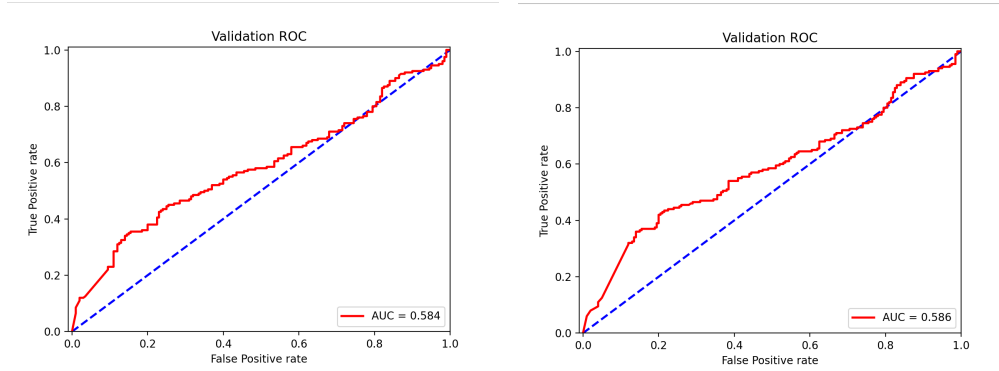 Validation ROC
1.0
0.8
0.6
0.4
0.2
0.0
True Positive rate
AUC = 0.584
0.0 0.2 0.4 0.6 0.8 1.0
False Positive rate
Validation ROC
1.0
0.8
0.6
0.4
0.2
0.0
True Positive rate
AUC = 0.586
0.0 0.2 0.4 0.6 0.8 1.0
False Positive rate